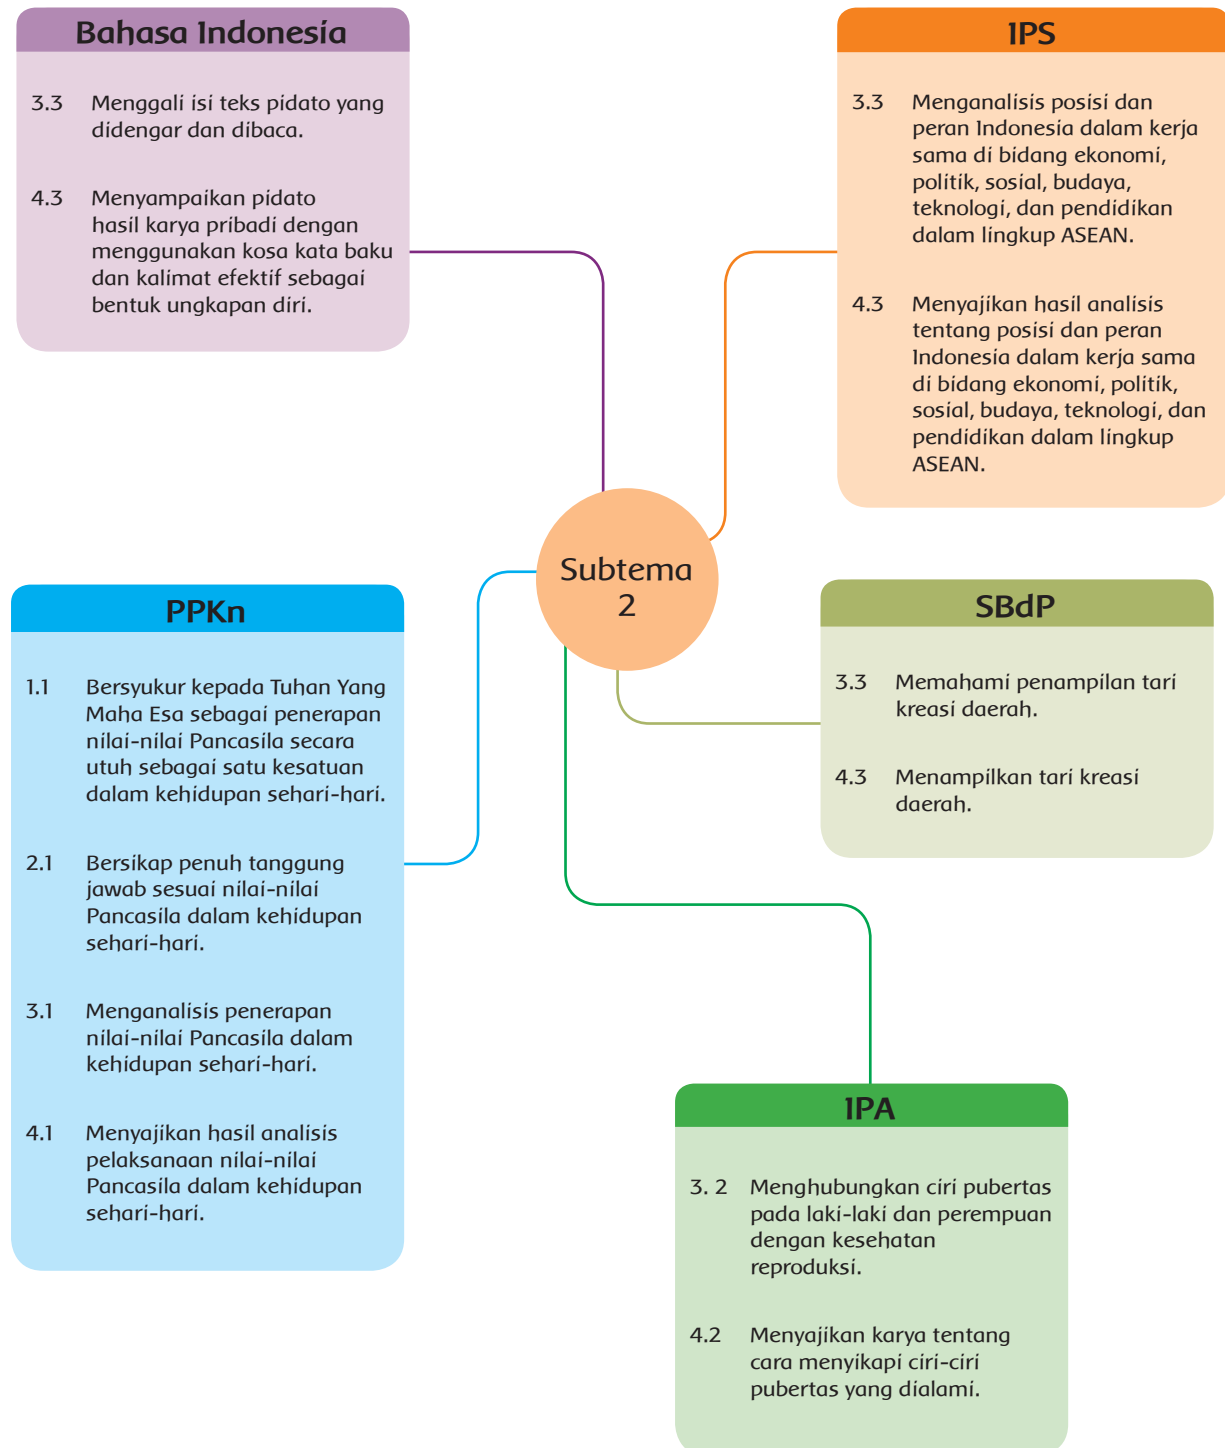 Bahasa Indonesia
3.3 Menggali isi teks pidato yang
didengar dan dibaca.
4.3 Menyampaikan pidato
hasil karya pribadi dengan
menggunakan kosa kata baku
dan kalimat efektif sebagai
bentuk ungkapan diri.
IPS
3.3 Menganalisis posisi dan
peran Indonesia dalam kerja
sama di bidang ekonomi,
politik, sosial, budaya,
teknologi, dan pendidikan
dalam lingkup ASEAN.
4.3 Menyajikan hasil analisis
tentang posisi dan peran
Indonesia dalam kerja sama
di bidang ekonomi, politik,
sosial, budaya, teknologi, dan
pendidikan dalam lingkup
ASEAN.
Subtema
2
PPKn
1.1 Bersyukur kepada Tuhan Yang
Maha Esa sebagai penerapan
nilai-nilai Pancasila secara
utuh sebagai satu kesatuan
dalam kehidupan sehari-hari.
2.1 Bersikap penuh tanggung
jawab sesuai nilai-nilai
Pancasila dalam kehidupan
sehari-hari.
3.1 Menganalisis penerapan
nilai-nilai Pancasila dalam
kehidupan sehari-hari.
4.1 Menyajikan hasil analisis
pelaksanaan nilai-nilai
Pancasila dalam kehidupan
sehari-hari.
SBdP
3.3 Memahami penampilan tari
kreasi daerah.
4.3 Menampilkan tari kreasi
daerah.
IPA
3. 2 Menghubungkan ciri pubertas
pada laki-laki dan perempuan
dengan kesehatan
reproduksi.
4.2 Menyajikan karya tentang
cara menyikapi ciri-ciri
pubertas yang dialami.